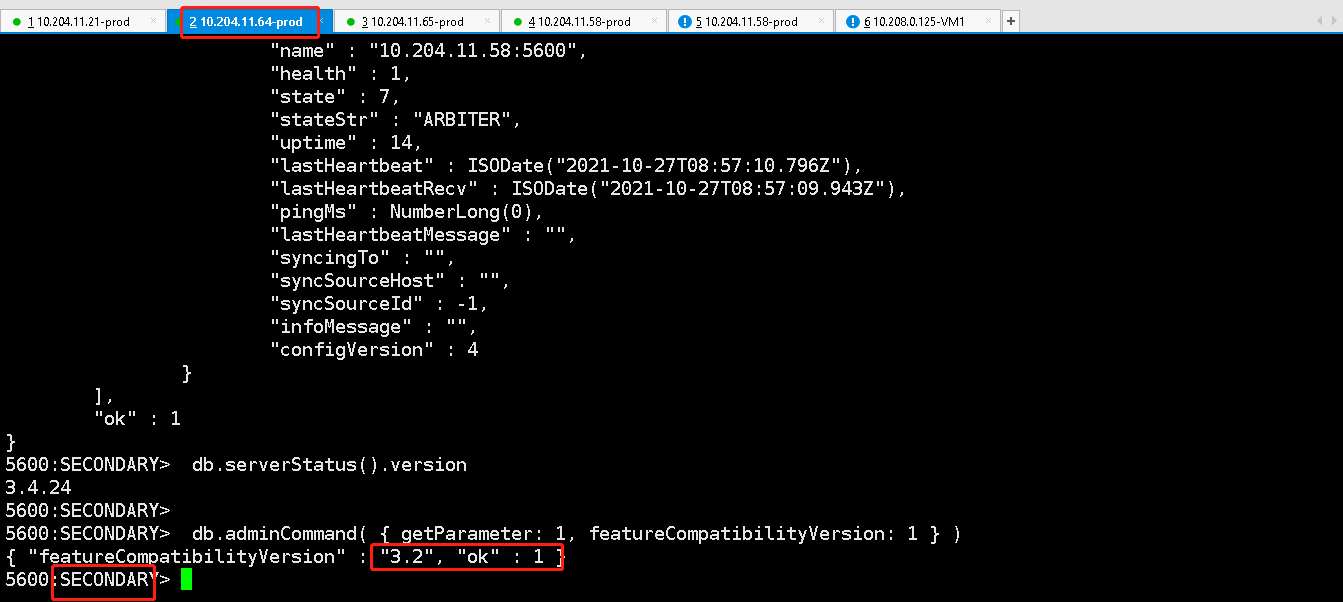 1 10.204.11.21-prod × 2 10.204.11.64-prod × 3 10.204.11.65-prod × 4 10.204.11.58-prod × 5 10.204.11.58-prod × 6 10.208.0.125-VM1 × +
"name" : "10.204.11.58:5600",
"health" : 1,
"state" : 7,
"stateStr" : "ARBITER",
"uptime" : 14,
"lastHeartbeat" : ISODate("2021-10-27T08:57:10.796Z"),
"lastHeartbeatRecv" : ISODate("2021-10-27T08:57:09.943Z"),
"pingMs" : NumberLong(0),
"lastHeartbeatMessage" : "",
"syncingTo" : "",
"syncSourceHost" : "",
"syncSourceId" : -1,
"infoMessage" : "",
"configVersion" : 4
}
],
"ok" : 1
}
5600:SECONDARY> db.serverStatus().version
3.4.24
5600:SECONDARY>
5600:SECONDARY> db.adminCommand( { getParameter: 1, featureCompatibilityVersion: 1 } )
{ "featureCompatibilityVersion" : "3.2", "ok" : 1 }
5600:SECONDARY>